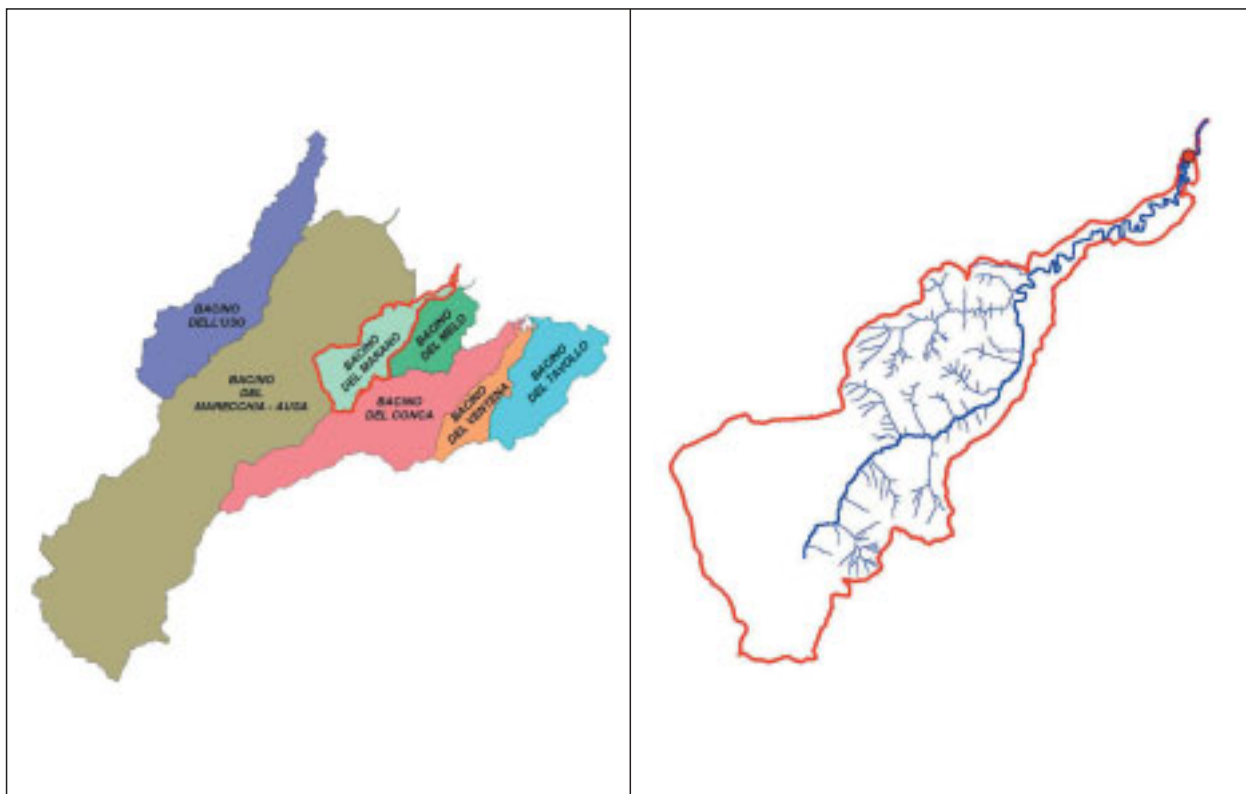 BACINO
DELL'USO
BACINO
DEL
MARECCHIA - AUSA
BACINO
DEL MARANO
BACINO
DEL MELO
BACINO
DEL CONCA
BACINO
DEL VENTENA
BACINO
DEL TAVOLLO